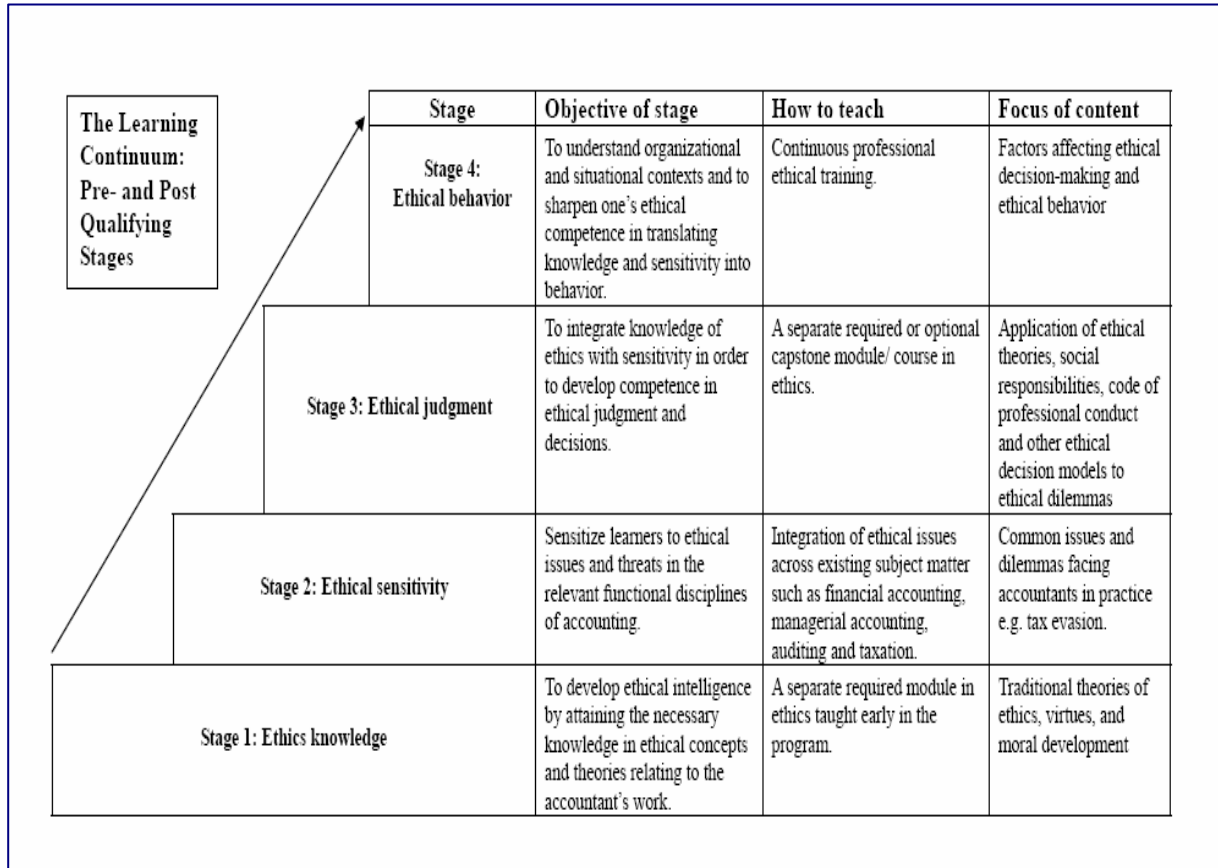 The Learning
Continuum:
Pre- and Post
Qualifying
Stages
Stage
Objective of stage
How to teach
Focus of content
Stage 4:
Ethical behavior
To understand organizational
and situational contexts and to
sharpen one's ethical
competence in translating
knowledge and sensitivity into
behavior.
Continuous professional
ethical training.
Factors affecting ethical
decision-making and
ethical behavior
Stage 3: Ethical judgment
To integrate knowledge of
ethics with sensitivity in order
to develop competence in
ethical judgment and
decisions.
A separate required or optional
capstone module/ course in
ethics.
Application of ethical
theories, social
responsibilities, code of
professional conduct
and other ethical
decision models to
ethical dilemmas
Stage 2: Ethical sensitivity
Sensitize learners to ethical
issues and threats in the
relevant functional disciplines
of accounting.
Integration of ethical issues
across existing subject matter
such as financial accounting,
managerial accounting,
auditing and taxation.
Common issues and
dilemmas facing
accountants in practice
e.g. tax evasion.
Stage 1: Ethics knowledge
To develop ethical intelligence
by attaining the necessary
knowledge in ethical concepts
and theories relating to the
accountant's work.
A separate required module in
ethics taught early in the
program.
Traditional theories of
ethics, virtues, and
moral development